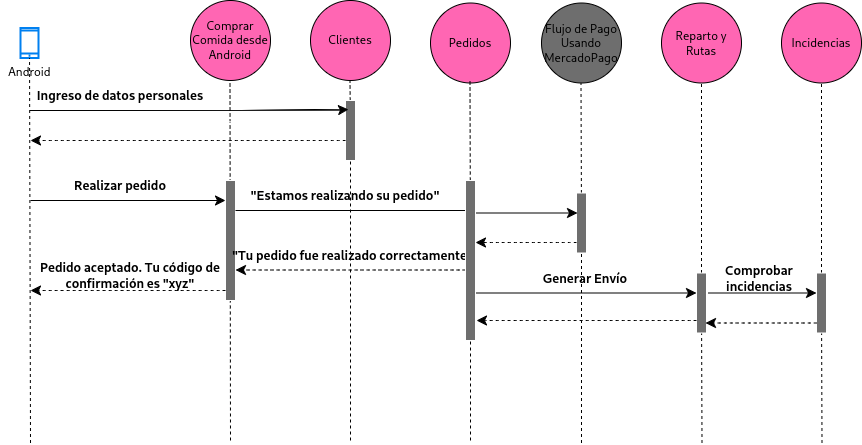 Comprar
Comida desde
Android
Clientes
Pedidos
Flujo de Pago
Usando
MercadoPago
Reparto y
Rutas
Incidencias
Android
Ingreso de datos personales
Realizar pedido
"Estamos realizando su pedido"
"Tu pedido fue realizado correctamente
Pedido aceptado. Tu código de
confirmación es "xyz"
Generar Envío
Comprobar
incidencias